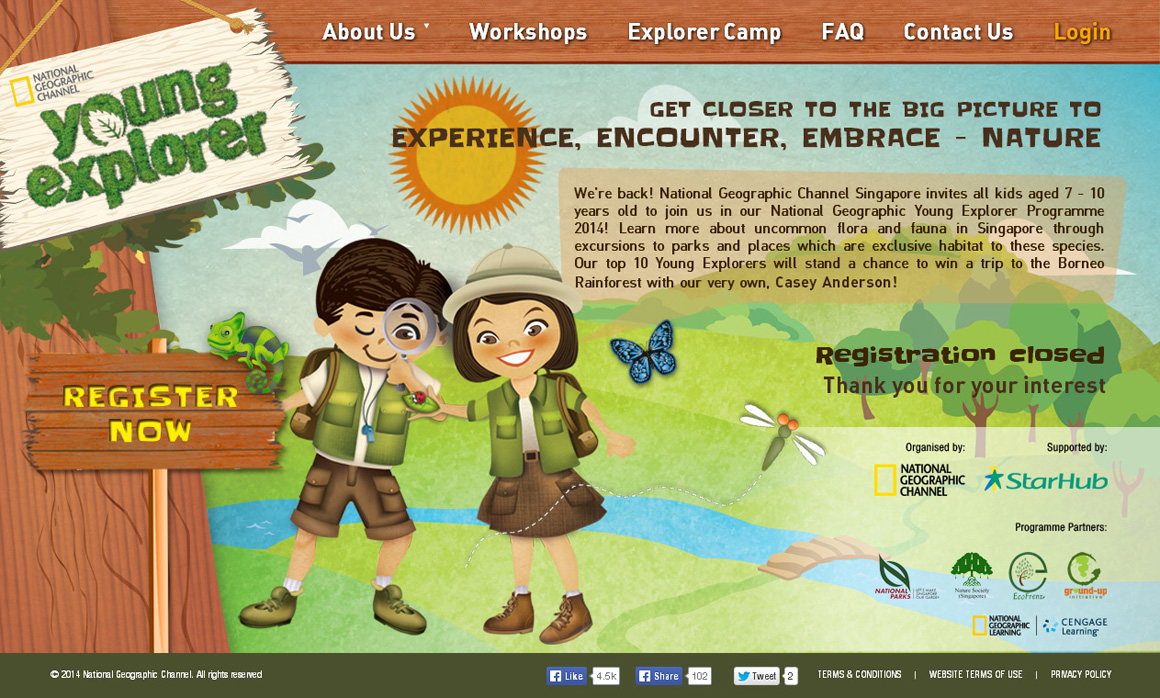 About Us
Workshops
Explorer Camp
FAQ
Contact Us
Login
NATIONAL
GEOGRAPHIC
CHANNEL
young
explorer
GET CLOSER TO THE BIG PICTURE TO
EXPERIENCE, ENCOUNTER, EMBRACE - NATURE
We're back! National Geographic Channel Singapore invites all kids aged 7 - 10
years old to join us in our National Geographic Young Explorer Programme
2014! Learn more about uncommon flora and fauna in Singapore through
excursions to parks and places which are exclusive habitat to these species.
Our top 10 Young Explorers will stand a chance to win a trip to the Borneo
Rainforest with our very own, Casey Anderson!
REGISTER
NOW
Registration closed
Thank you for your interest
Organised by:
Supported by:
NATIONAL
GEOGRAPHIC
CHANNEL
StarHub
Programme Partners:
NATIONAL
PARKS
Nature Society
(Singapore)
EcoFrenz
ground-up
initiative
NATIONAL
GEOGRAPHIC
LEARNING
CENGAGE
Learning
© 2014 National Geographic Channel. All rights reserved
Like
4.5k
Share
102
Tweet
2
TERMS & CONDITIONS | WEBSITE TERMS OF USE | PRIVACY POLICY